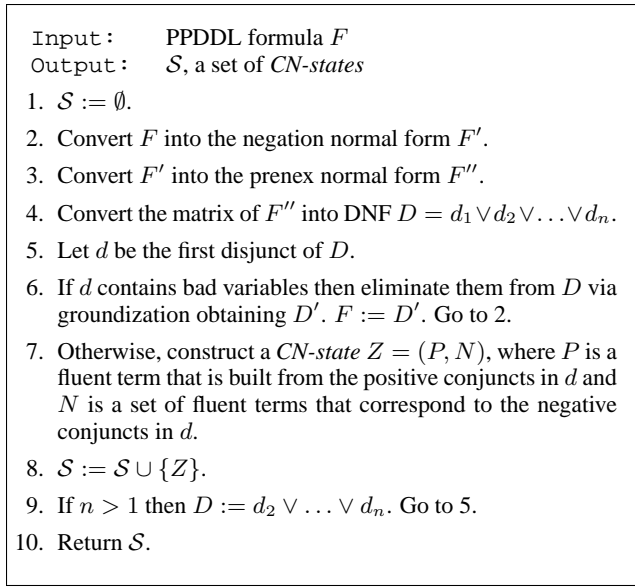 Input: PPDDL formula F
Output: 𝒮, a set of CN-states
1. 𝒮 := ∅.
2. Convert F into the negation normal form F′.
3. Convert F′ into the prenex normal form F″.
4. Convert the matrix of F″ into DNF D = d₁ ∨ d₂ ∨ … ∨ dₙ.
5. Let d be the first disjunct of D.
6. If d contains bad variables then eliminate them from D via
groundization obtaining D′. F := D′. Go to 2.
7. Otherwise, construct a CN-state Z = (P, N), where P is a
fluent term that is built from the positive conjuncts in d and
N is a set of fluent terms that correspond to the negative
conjuncts in d.
8. 𝒮 := 𝒮 ∪ {Z}.
9. If n > 1 then D := d₂ ∨ … ∨ dₙ. Go to 5.
10. Return 𝒮.